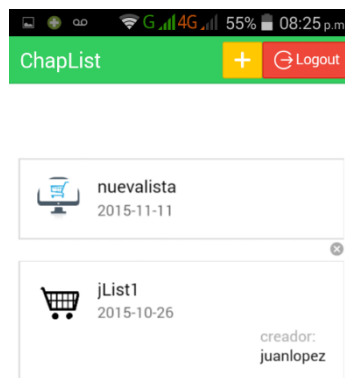 G 4G 55% 08:25 p.m
ChapList + Logout
nuevalista
2015-11-11
jList1
2015-10-26
creador:
juanlopez